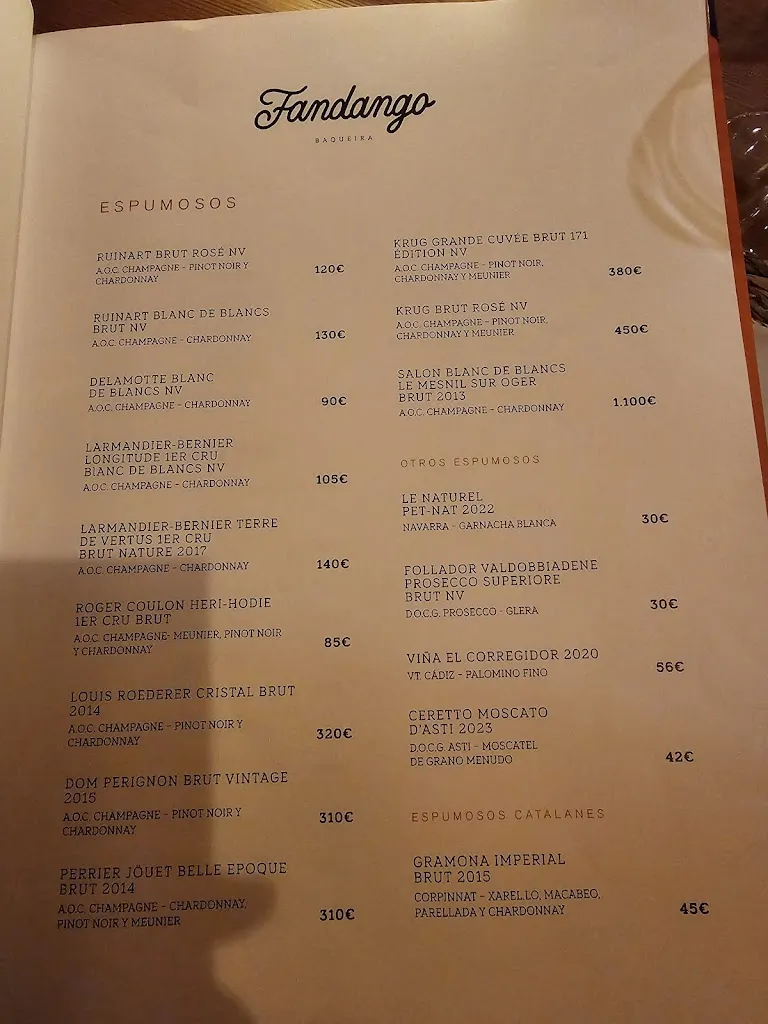 Fandango
BAQUEIRA
ESPUMOSOS
RUINART BRUT ROSÉ NV
A.O.C. CHAMPAGNE - PINOT NOIR Y
CHARDONNAY
120€
RUINART BLANC DE BLANCS
BRUT NV
A.O.C. CHAMPAGNE - CHARDONNAY
130€
DELAMOTTE BLANC
DE BLANCS NV
A.O.C. CHAMPAGNE - CHARDONNAY
90€
LARMANDIER-BERNIER
LONGITUDE 1ER CRU
BLANC DE BLANCS NV
A.O.C. CHAMPAGNE - CHARDONNAY
105€
LARMANDIER-BERNIER TERRE
DE VERTUS 1ER CRU
BRUT NATURE 2017
A.O.C. CHAMPAGNE - CHARDONNAY
140€
ROGER COULON HERI-HODIE
1ER CRU BRUT
A.O.C. CHAMPAGNE- MEUNIER, PINOT NOIR
Y CHARDONNAY
85€
LOUIS ROEDERER CRISTAL BRUT
2014
A.O.C. CHAMPAGNE - PINOT NOIR Y
CHARDONNAY
320€
DOM PERIGNON BRUT VINTAGE
2015
A.O.C. CHAMPAGNE - PINOT NOIR Y
CHARDONNAY
310€
PERRIER JÖUET BELLE EPOQUE
BRUT 2014
A.O.C. CHAMPAGNE - CHARDONNAY,
PINOT NOIR Y MEUNIER
310€
KRUG GRANDE CUVÉE BRUT 171
ÉDITION NV
A.O.C. CHAMPAGNE - PINOT NOIR,
CHARDONNAY Y MEUNIER
380€
KRUG BRUT ROSÉ NV
A.O.C. CHAMPAGNE - PINOT NOIR,
CHARDONNAY Y MEUNIER
450€
SALON BLANC DE BLANCS
LE MESNIL SUR OGER
BRUT 2013
A.O.C. CHAMPAGNE - CHARDONNAY
1.100€
OTROS ESPUMOSOS
LE NATUREL
PET-NAT 2022
NAVARRA - GARNACHA BLANCA
30€
FOLLADOR VALDOBBIADENE
PROSECCO SUPERIORE
BRUT NV
D.O.C.G. PROSECCO - GLERA
30€
VIÑA EL CORREGIDOR 2020
VT. CÁDIZ - PALOMINO FINO
56€
CERETTO MOSCATO
D'ASTI 2023
D.O.C.G. ASTI - MOSCATEL
DE GRANO MENUDO
42€
ESPUMOSOS CATALANES
GRAMONA IMPERIAL
BRUT 2015
CORPINNAT - XAREL.LO, MACABEO,
PARELLADA Y CHARDONNAY
45€